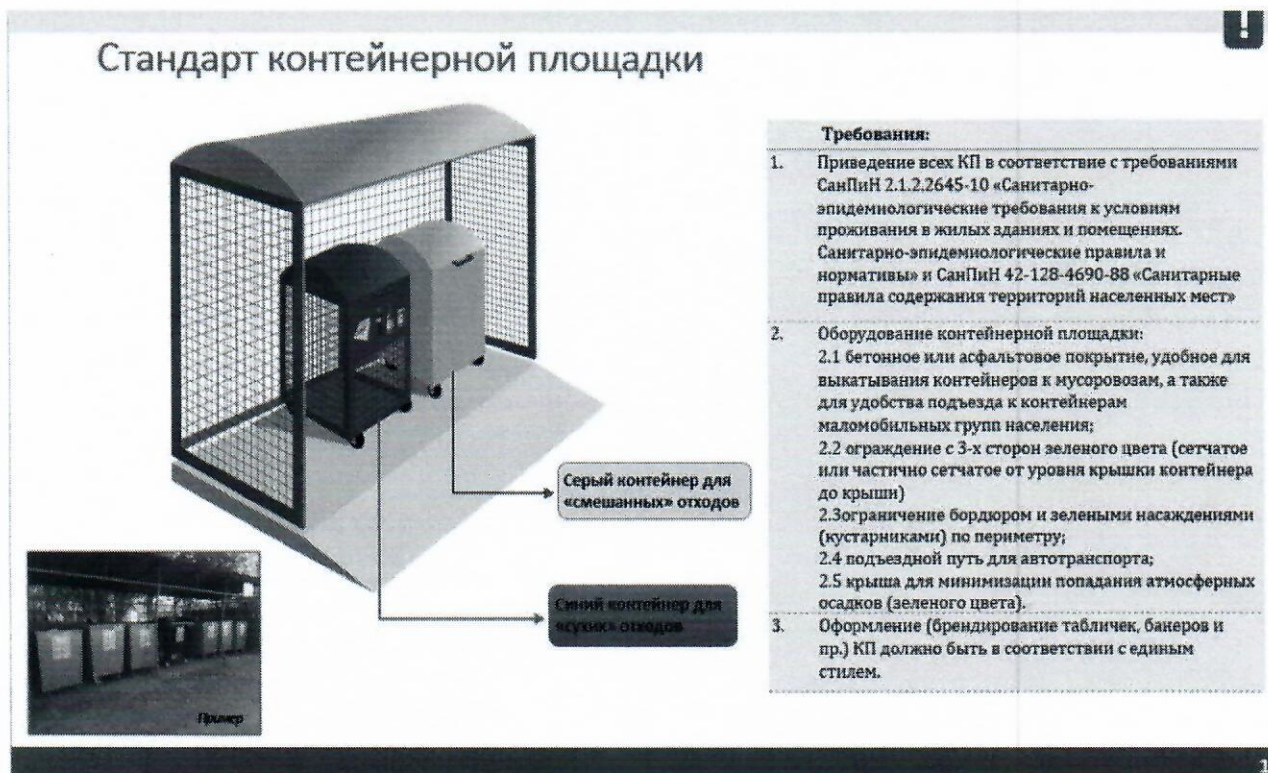 !
Стандарт контейнерной площадки
Требования:
1. Приведение всех КП в соответствие с требованиями
СанПиН 2.1.2.2645-10 «Санитарно-
эпидемиологические требования к условиям
проживания в жилых зданиях и помещениях.
Санитарно-эпидемиологические правила и
нормативы» и СанПиН 42-128-4690-88 «Санитарные
правила содержания территорий населенных мест»
2. Оборудование контейнерной площадки:
2.1 бетонное или асфальтовое покрытие, удобное для
выкатывания контейнеров к мусоровозам, а также
для удобства подъезда к контейнерам
маломобильных групп населения;
2.2 ограждение с 3-х сторон зеленого цвета (сетчатое
или частично сетчатое от уровня крышки контейнера
до крыши)
2.3ограничение бордюром и зелеными насаждениями
(кустарниками) по периметру;
2.4 подъездной путь для автотранспорта;
2.5 крыша для минимизации попадания атмосферных
осадков (зеленого цвета).
3. Оформление (брендирование табличек, банеров и
пр.) КП должно быть в соответствии с единым
стилем.
Серый контейнер для
«смешанных» отходов
Синий контейнер для
«сухих» отходов
Пример
1